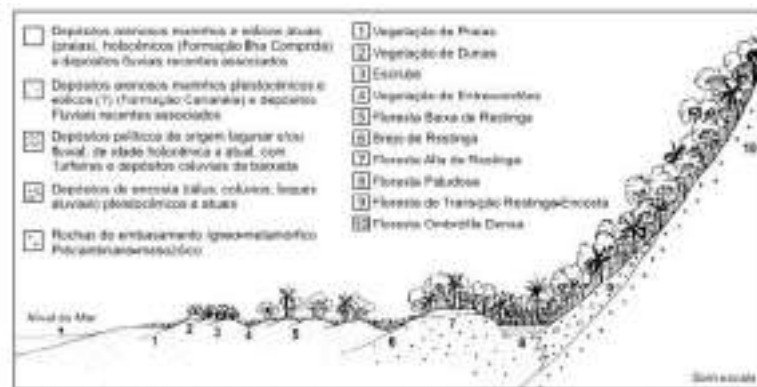 Depósitos arenosos marinhos e eólicos atuais
(praias), holocênicos (Formação Ilha Comprida)
e depósitos fluviais recentes associados
Depósitos arenosos marinhos pleistocênicos e
eólicos (?) (Formação Cananéia) e depósitos
Fluviais recentes associados
Depósitos pelíticos de origem lagunar e/ou
fluvial, de idade holocênica a atual, com
Turfeiras e depósitos coluviais de baixada
Depósitos de encosta (tálus, colúvios, leques
aluviais) pleistocênicos a atuais
Rochas do embasamento ígneo-metamórfico
Précambriano-mesozóico
1 Vegetação de Praias
2 Vegetação de Dunas
3 Escrube
4 Vegetação de Entrecordões
5 Floresta Baixa de Restinga
6 Brejo de Restinga
7 Floresta Alta de Restinga
8 Floresta Paludosa
9 Floresta de Transição Restinga-Encosta
10 Floresta Ombrófila Densa
Nível do Mar
1 2 3 4 5 6 7 8 9 10
Sem escala